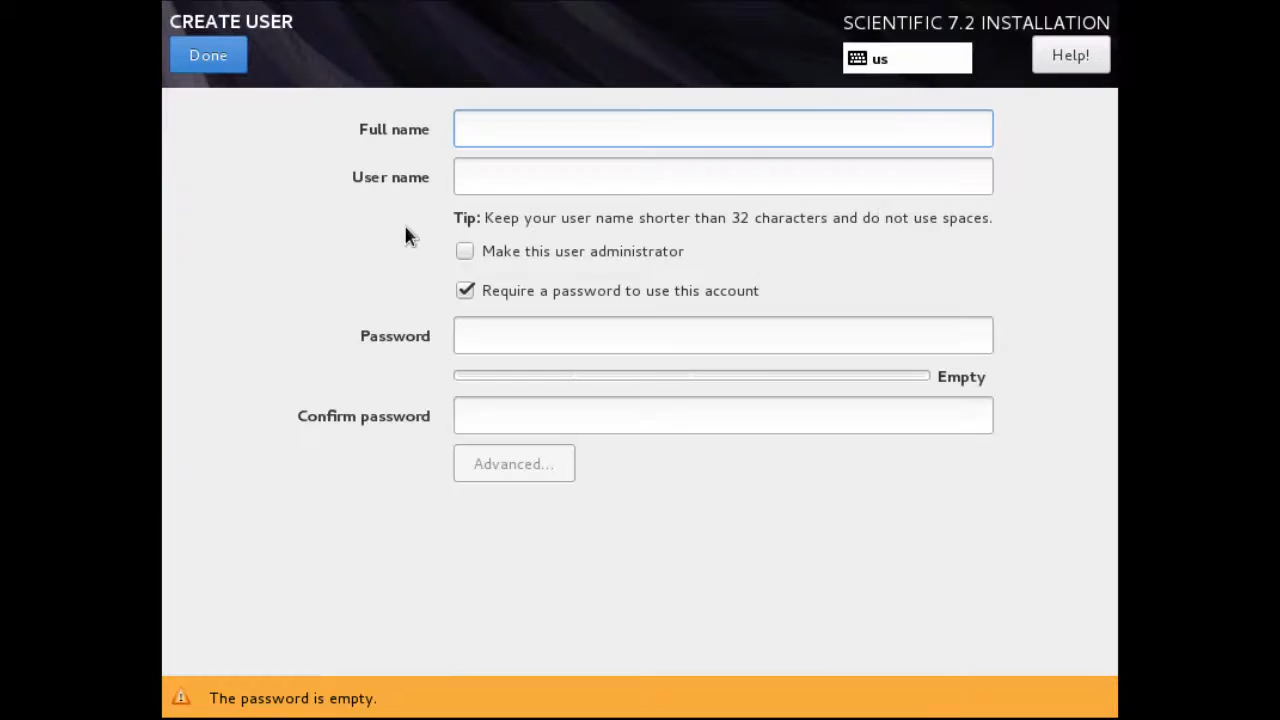 CREATE USER
SCIENTIFIC 7.2 INSTALLATION
Done
us
Help!
Full name
User name
Tip: Keep your user name shorter than 32 characters and do not use spaces.
Make this user administrator
Require a password to use this account
Password
Empty
Confirm password
Advanced...
The password is empty.